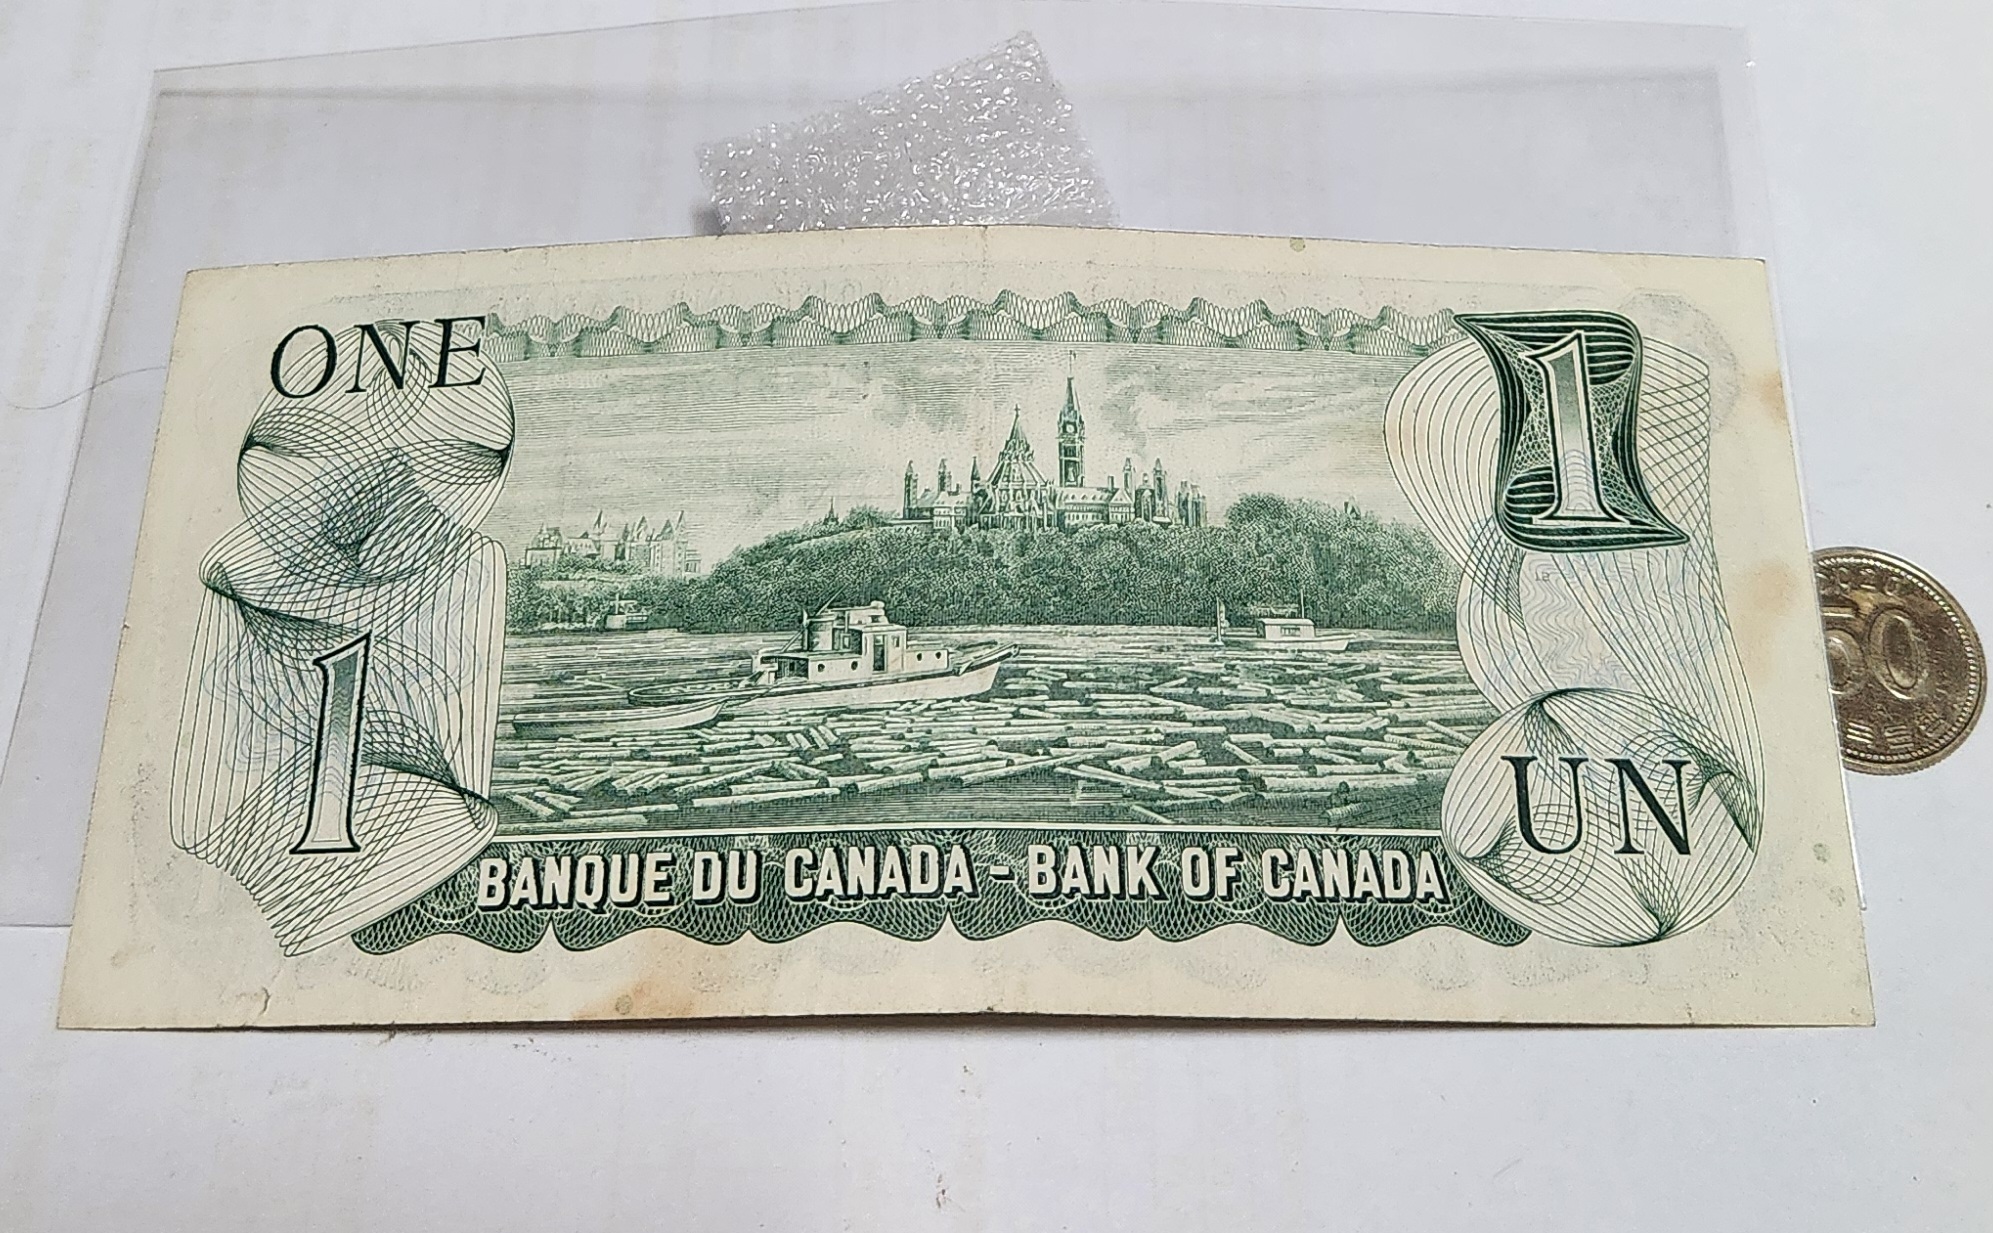 ONE
1
1
50
UN
BANQUE DU CANADA - BANK OF CANADA